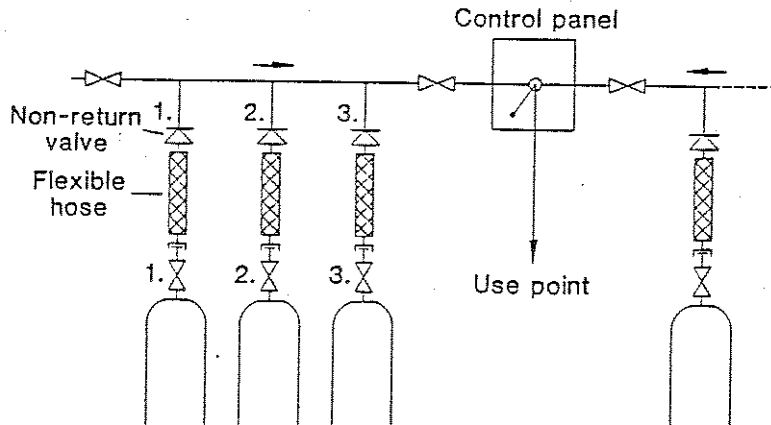 Control panel
1. 2. 3.
Non-return
valve
Flexible
hose
1. 2. 3.
Use point